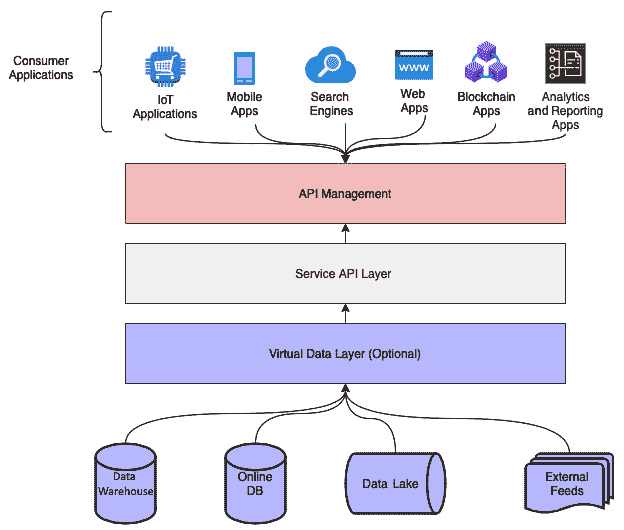 Consumer
Applications
IoT
Applications
Mobile
Apps
Search
Engines
WWW
Web
Apps
Blockchain
Apps
Analytics
and Reporting
Apps
API Management
Service API Layer
Virtual Data Layer (Optional)
Data
Warehouse
Online
DB
Data Lake
External
Feeds